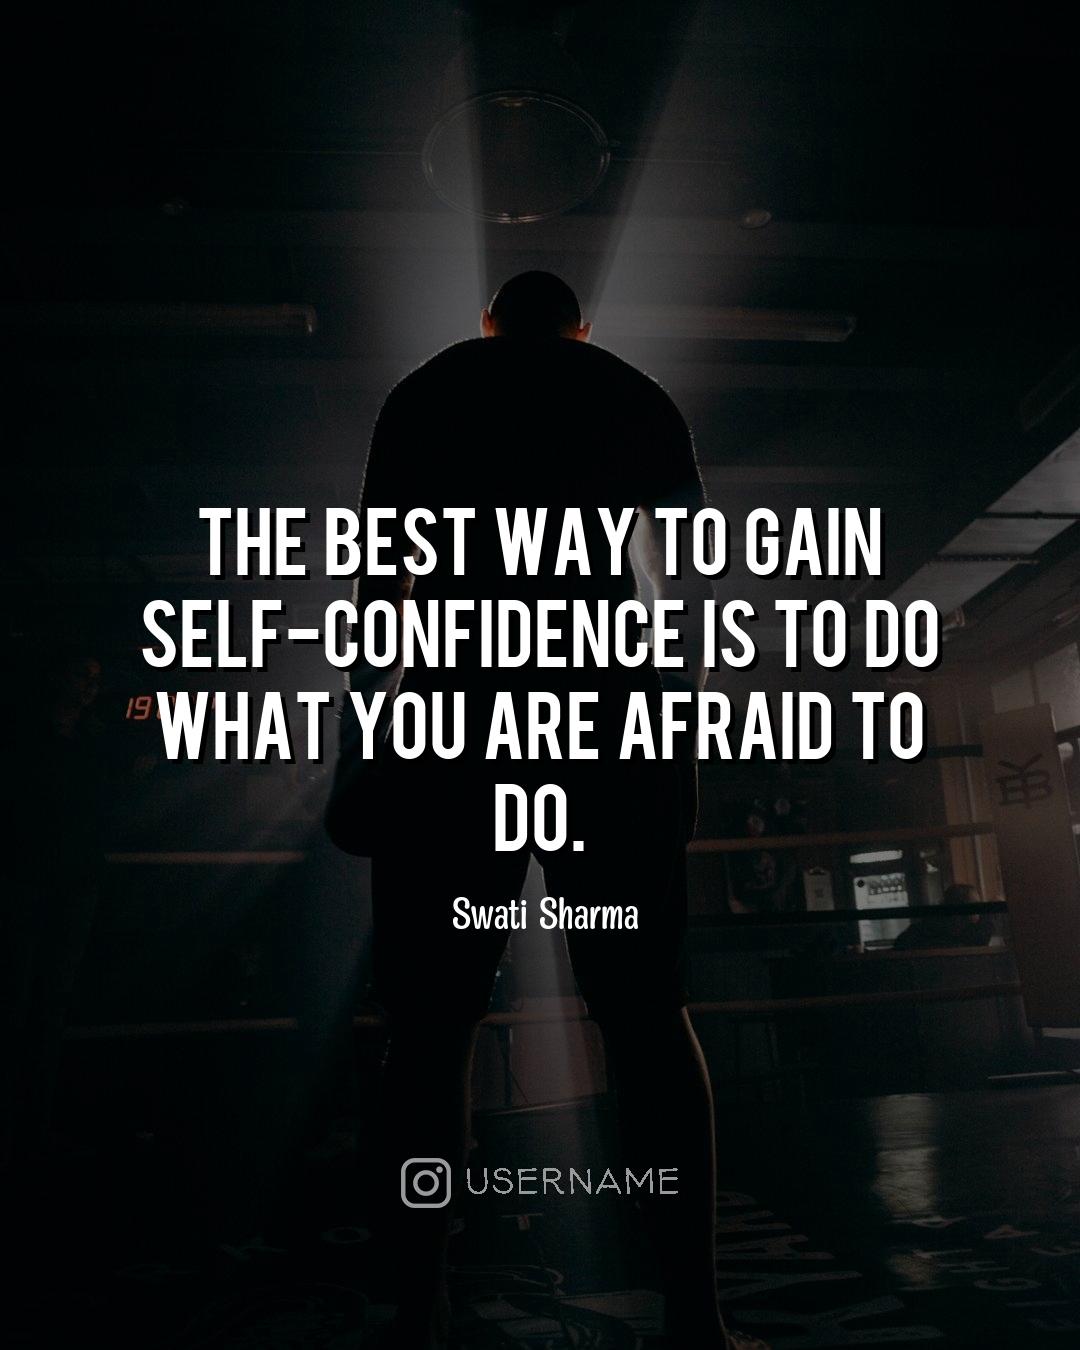 THE BEST WAY TO GAIN
SELF-CONFIDENCE IS TO DO
WHAT YOU ARE AFRAID TO
DO.
Swati Sharma
USERNAME